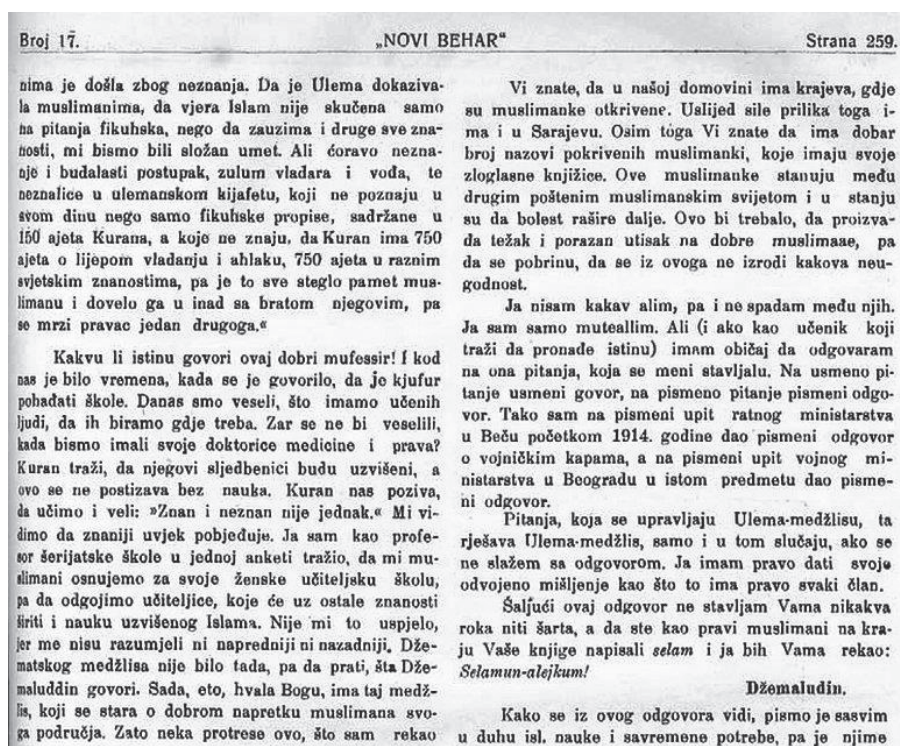 Broj 17.
„NOVI BEHAR“
Strana 259.
nima je došla zbog neznanja. Da je Ulema dokaziva-
la muslimanima, da vjera Islam nije skučena samo
na pitanja fikuhska, nego da zauzima i druge sve zna-
nosti, mi bismo bili složan umet. Ali ćoravo nezna-
nje i budalasti postupak, zulum vladara i vođa, te
neznalice u ulemanskom kijafetu, koji ne poznaju u
svom dinu nego samo fikuhske propise, sadržane u
150 ajeta Kurana, a koje ne znaju, da Kuran ima 750
ajeta o lijepom vladanju i ahlaku, 750 ajeta u raznim
svjetskim znanostima, pa je to sve steglo pamet mus-
limanu i dovelo ga u inad sa bratom njegovim, pa
se mrzi pravac jedan drugoga.“
Kakvu li istinu govori ovaj dobri mufessir! I kod
nas je bilo vremena, kada se je govorilo, da je kjufur
pohađati škole. Danas smo veseli, što imamo učenih
ljudi, da ih biramo gdje treba. Zar se ne bi veselili,
kada bismo imali svoje doktorice medicine i prava?
Kuran traži, da njegovi sljedbenici budu uzvišeni, a
ovo se ne postizava bez nauka. Kuran nas poziva,
da učimo i veli: »Znan i neznan nije jednak.« Mi vi-
dimo da znaniji uvjek pobjeđuje. Ja sam kao profe-
sor šerijatske škole u jednoj anketi tražio, da mi mu-
slimani osnujemo za svoje ženske učiteljsku školu,
pa da odgojimo učiteljice, koje će uz ostale znanosti
širiti i nauku uzvišenog Islama. Nije mi to uspjelo,
jer me nisu razumjeli ni napredniji ni nazadniji. Dže-
matskog medžlisa nije bilo tada, pa da prati, šta Dže-
maluddin govori. Sada, eto, hvala Bogu, ima taj medž-
lis, koji se stara o dobrom napretku muslimana svo-
ga područja. Zato neka protrese ovo, što sam rekao
Vi znate, da u našoj domovini ima krajeva, gdje
su muslimanke otkrivene. Uslijed sile prilika toga i-
ma i u Sarajevu. Osim toga Vi znate da ima dobar
broj nazovi pokrivenih muslimanki, koje imaju svoje
zloglasne knjižice. Ove muslimanke stanuju među
drugim poštenim muslimanskim svijetom i u stanju
su da bolest rašire dalje. Ovo bi trebalo, da proizva-
da težak i porazan utisak na dobre muslimaae, pa
da se pobrinu, da se iz ovoga ne izrodi kakova neu-
godnost.
Ja nisam kakav alim, pa i ne spadam među njih.
Ja sam samo muteallim. Ali (i ako kao učenik koji
traži da pronađe istinu) imam običaj da odgovaram
na ona pitanja, koja se meni stavljalu. Na usmeno pi-
tanje usmeni govor, na pismeno pitanje pismeni odgo-
vor. Tako sam na pismeni upit ratnog ministarstva
u Beču početkom 1914. godine dao pismeni odgovor
o vojničkim kapama, a na pismeni upit vojnog mi-
nistarstva u Beogradu u istom predmetu dao pisme-
ni odgovor.
Pitanja, koja se upravljaju Ulema-medžlisu, ta
rješava Ulema-medžlis, samo i u tom slučaju, ako se
ne slažem sa odgovorom. Ja imam pravo dati svoje
odvojeno mišljenje kao što to ima pravo svaki član.
Šaljući ovaj odgovor ne stavljam Vama nikakva
roka niti šarta, a da ste kao pravi muslimani na kra-
ju Vaše knjige napisali selam i ja bih Vama rekao:
Selamun-alejkum!
Džemaludin.
Kako se iz ovog odgovora vidi, pismo je sasvim
u duhu isl. nauke i savremene potrebe, pa je njime